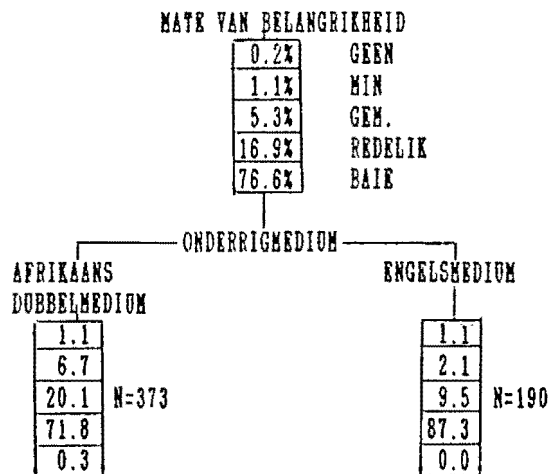 MATE VAN BELANGRIKHEID
0.2% GEEN
1.1% MIN
5.3% GEM.
16.9% REDELIK
76.6% BAIE
ONDERRIGMEDIUM
AFRIKAANS
DUBBELMEDIUM
1.1
6.7
20.1 N=373
71.8
0.3
ENGELSMEDIUM
1.1
2.1
9.5 N=190
87.3
0.0